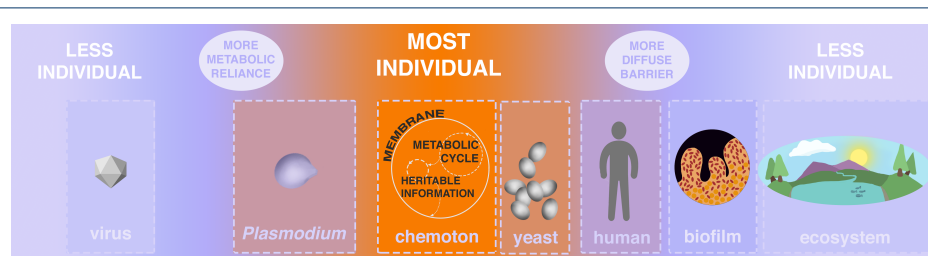 LESS
INDIVIDUAL
MORE
METABOLIC
RELIANCE
MOST
INDIVIDUAL
MORE
DIFFUSE
BARRIER
LESS
INDIVIDUAL
MEMBRANE
METABOLIC
CYCLE
HERITABLE
INFORMATION
virus
Plasmodium
chemoton
yeast
human
biofilm
ecosystem